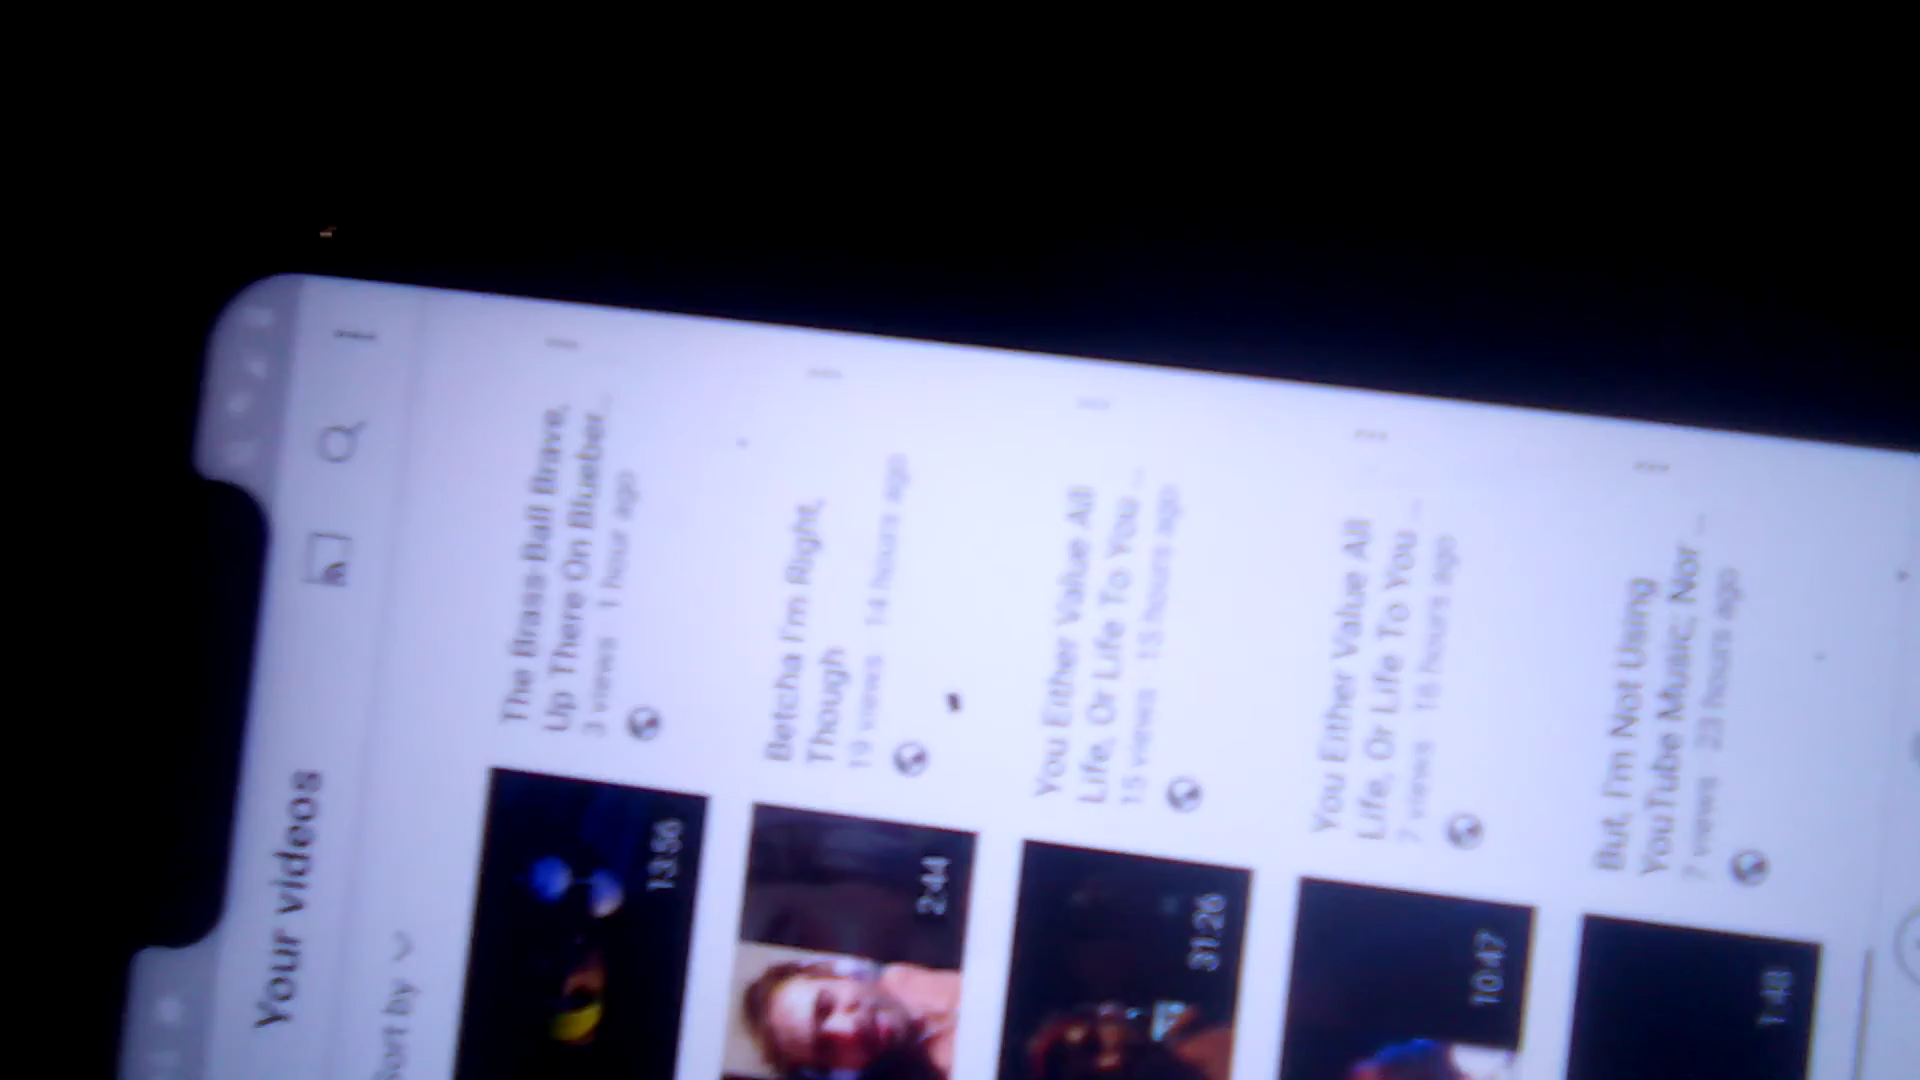 Your videos
Sort by
The Brass-Ball Brave,
Up There On Blueber...
3 views · 1 hour ago
13:56
Betcha I'm Right,
Though
19 views · 14 hours ago
2:44
You Either Value All
Life, Or Life To You ...
15 views · 15 hours ago
31:26
You Either Value All
Life, Or Life To You ...
7 views · 16 hours ago
10:47
But, I'm Not Using
YouTube Music, Nor ...
7 views · 23 hours ago
1:48